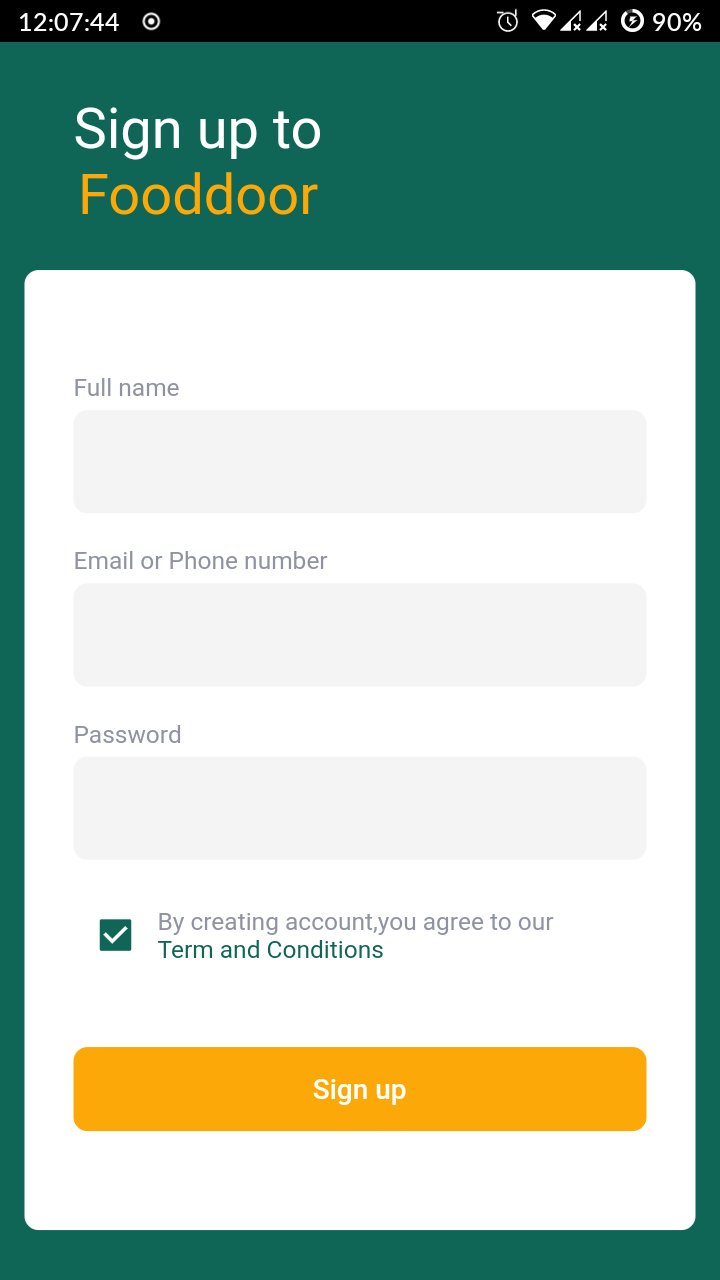 12:07:44 90%
Sign up to
Fooddoor
Full name
Email or Phone number
Password
By creating account,you agree to our
Term and Conditions
Sign up